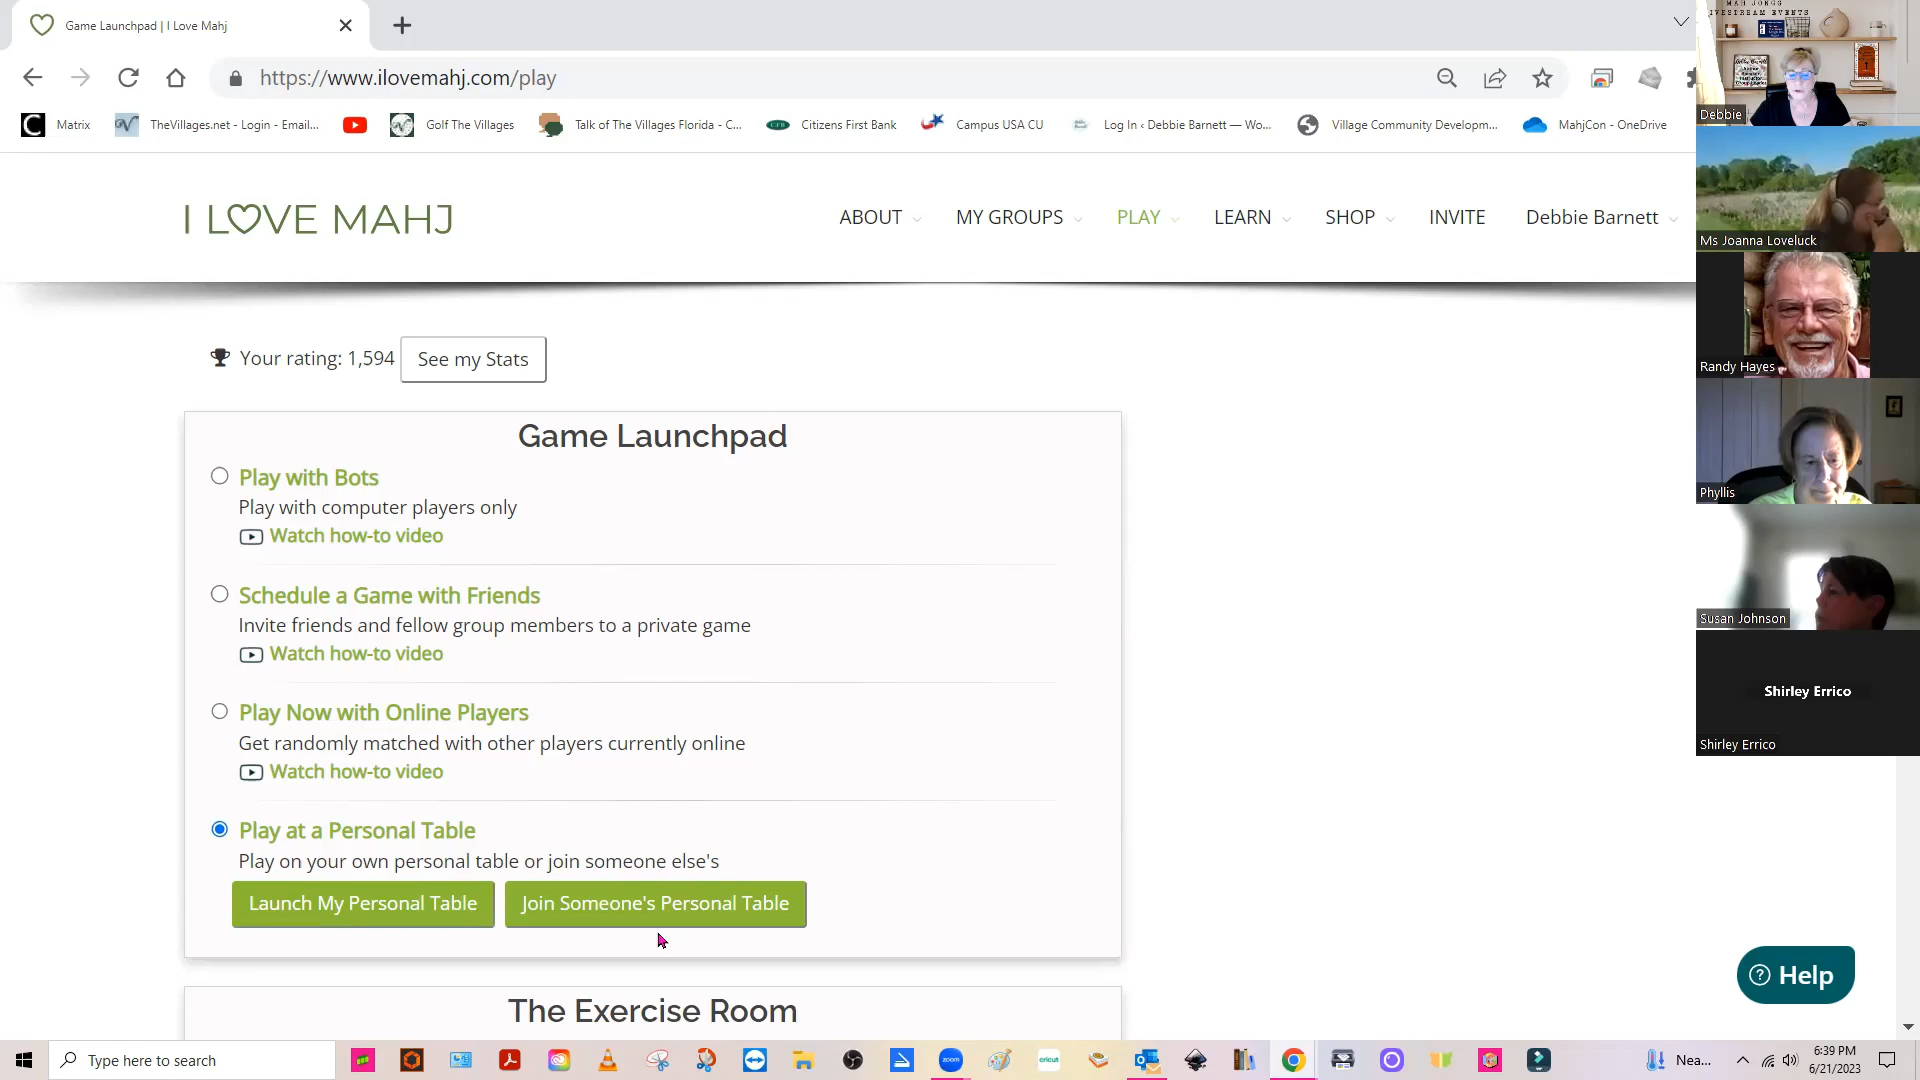 Game Launchpad | I Love Mahj
https://www.ilovemahj.com/play
Matrix
TheVillages.net - Login - Email...
Golf The Villages
Talk of The Villages Florida - C...
Citizens First Bank
Campus USA CU
Log In ‹ Debbie Barnett — Wo...
Village Community Developm...
MahjCon - OneDrive
I LOVE MAHJ
ABOUT
MY GROUPS
PLAY
LEARN
SHOP
INVITE
Debbie Barnett
Your rating: 1,594
See my Stats
Game Launchpad
Play with Bots
Play with computer players only
Watch how-to video
Schedule a Game with Friends
Invite friends and fellow group members to a private game
Watch how-to video
Play Now with Online Players
Get randomly matched with other players currently online
Watch how-to video
Play at a Personal Table
Play on your own personal table or join someone else's
Launch My Personal Table
Join Someone's Personal Table
The Exercise Room
Help
MAH JONGG
LIVESTREAM EVENTS
Debbie
Ms Joanna Loveluck
Randy Hayes
Phyllis
Susan Johnson
Shirley Errico
Shirley Errico
Type here to search
zoom
cricut
Nea...
6:39 PM
6/21/2023